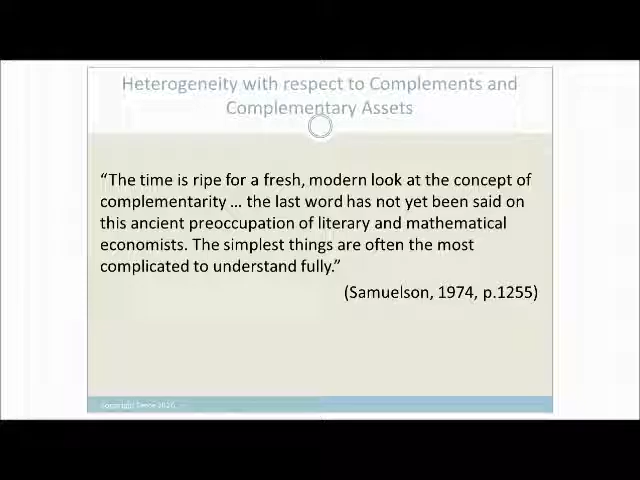 Heterogeneity with respect to Complements and
Complementary Assets
“The time is ripe for a fresh, modern look at the concept of
complementarity … the last word has not yet been said on
this ancient preoccupation of literary and mathematical
economists. The simplest things are often the most
complicated to understand fully.”
(Samuelson, 1974, p.1255)
Copyright Teece